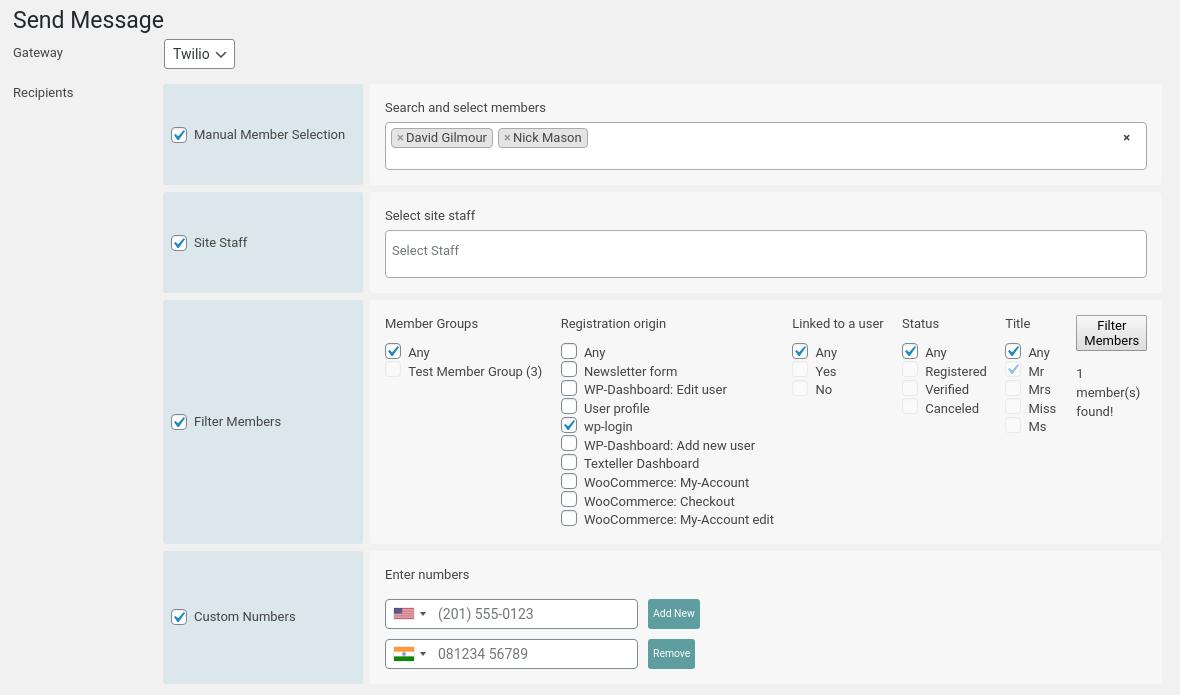 Send Message
Gateway
Twilio
Recipients
Manual Member Selection
Search and select members
× David Gilmour × Nick Mason ×
Site Staff
Select site staff
Select Staff
Filter Members
Member Groups
Any
Test Member Group (3)
Registration origin
Any
Newsletter form
WP-Dashboard: Edit user
User profile
wp-login
WP-Dashboard: Add new user
Texteller Dashboard
WooCommerce: My-Account
WooCommerce: Checkout
WooCommerce: My-Account edit
Linked to a user
Any
Yes
No
Status
Any
Registered
Verified
Canceled
Title
Any
Mr
Mrs
Miss
Ms
Filter
Members
1
member(s)
found!
Custom Numbers
Enter numbers
(201) 555-0123 Add New
081234 56789 Remove